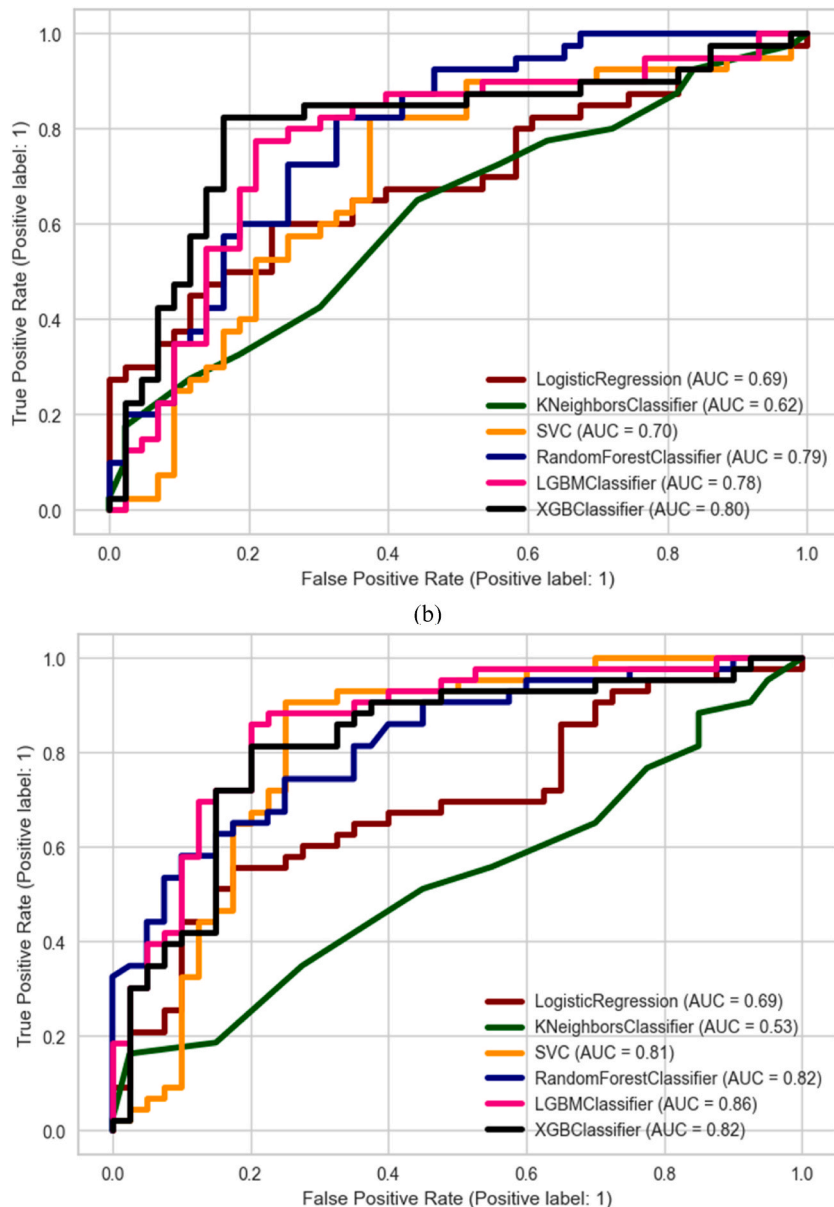 True Positive Rate (Positive label: 1)
1.0
0.8
0.6
0.4
0.2
0.0
LogisticRegression (AUC = 0.69)
KNeighborsClassifier (AUC = 0.62)
SVC (AUC = 0.70)
RandomForestClassifier (AUC = 0.79)
LGBMClassifier (AUC = 0.78)
XGBClassifier (AUC = 0.80)
0.0 0.2 0.4 0.6 0.8 1.0
False Positive Rate (Positive label: 1)
(b)
True Positive Rate (Positive label: 1)
1.0
0.8
0.6
0.4
0.2
0.0
LogisticRegression (AUC = 0.69)
KNeighborsClassifier (AUC = 0.53)
SVC (AUC = 0.81)
RandomForestClassifier (AUC = 0.82)
LGBMClassifier (AUC = 0.86)
XGBClassifier (AUC = 0.82)
0.0 0.2 0.4 0.6 0.8 1.0
False Positive Rate (Positive label: 1)